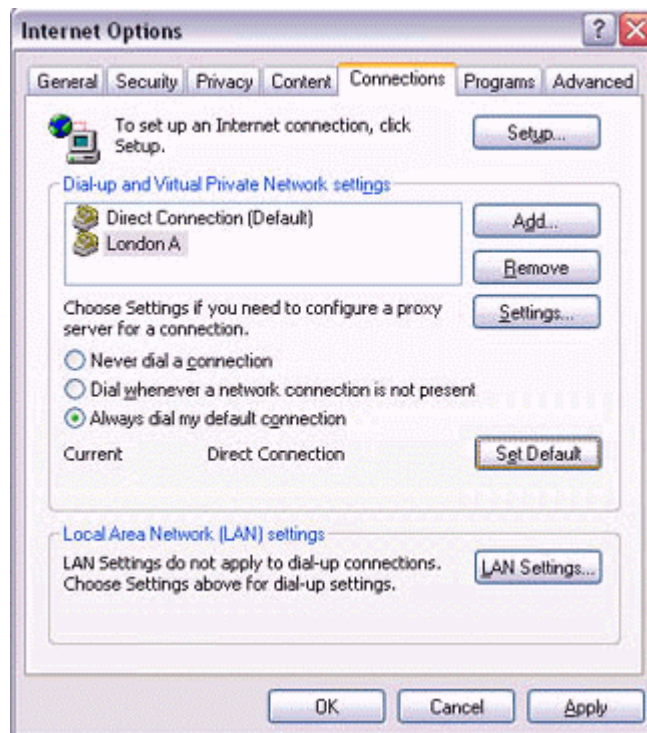 Internet Options
General Security Privacy Content Connections Programs Advanced
To set up an Internet connection, click
Setup.
Setup...
Dial-up and Virtual Private Network settings
Direct Connection (Default)
London A
Add...
Remove
Choose Settings if you need to configure a proxy
server for a connection.
Settings...
Never dial a connection
Dial whenever a network connection is not present
Always dial my default connection
Current Direct Connection
Set Default
Local Area Network (LAN) settings
LAN Settings do not apply to dial-up connections.
Choose Settings above for dial-up settings.
LAN Settings...
OK Cancel Apply